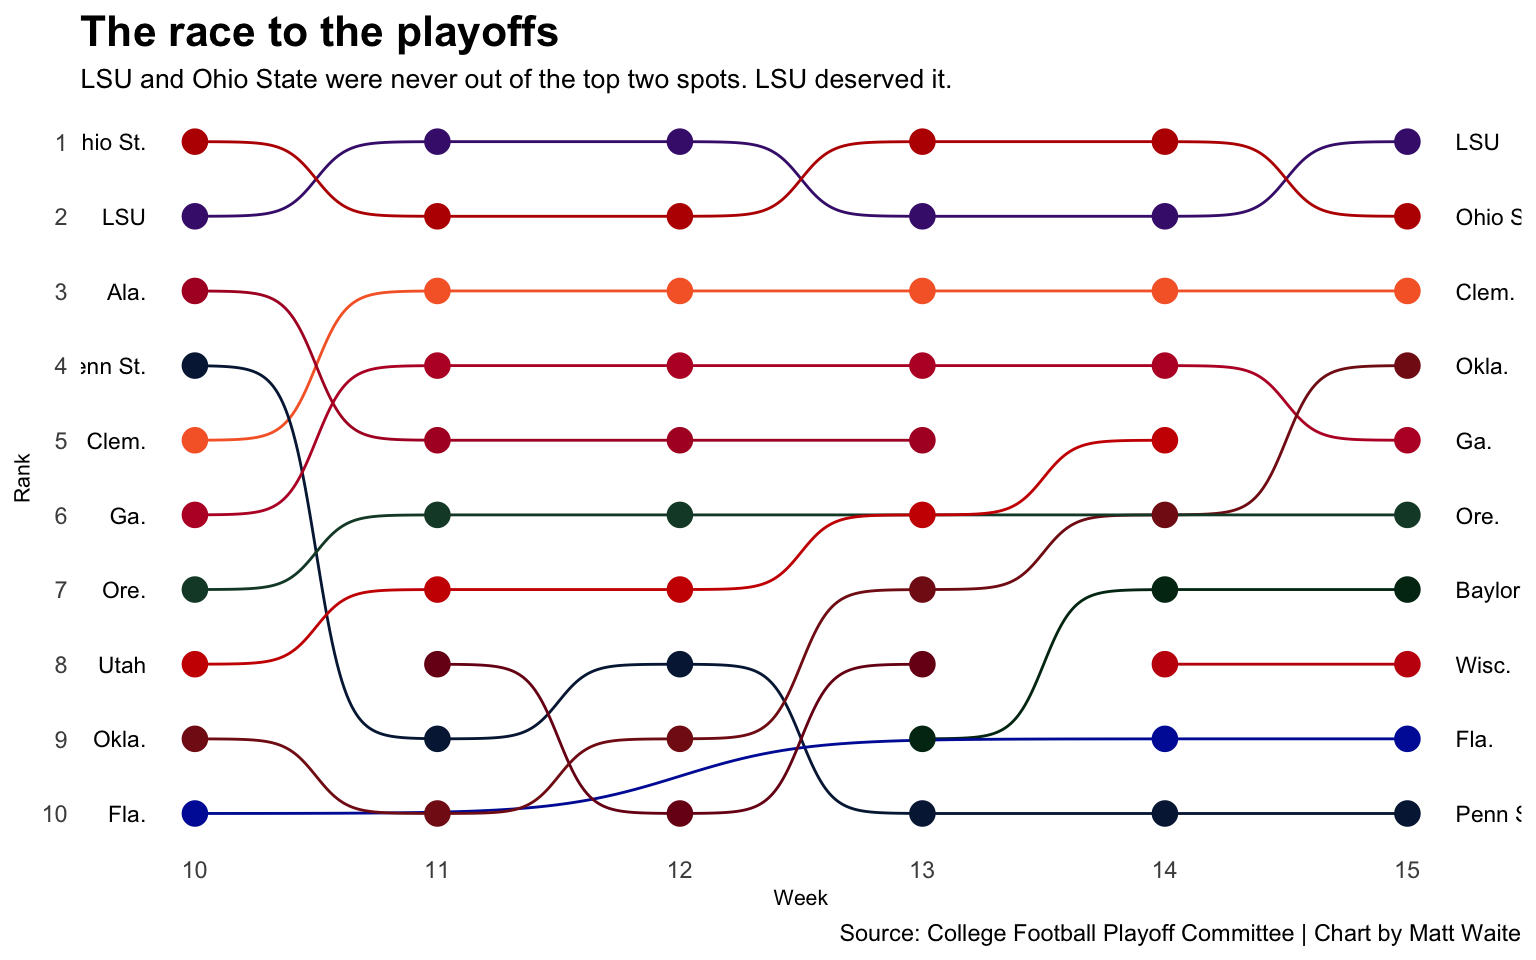 The race to the playoffs
LSU and Ohio State were never out of the top two spots. LSU deserved it.
1 hio St. LSU
2 LSU Ohio S
3 Ala. Clem.
4 enn St. Okla.
5 Clem. Ga.
Rank
6 Ga. Ore.
7 Ore. Baylor
8 Utah Wisc.
9 Okla. Fla.
10 Fla. Penn S
10 11 12 13 14 15
Week
Source: College Football Playoff Committee | Chart by Matt Waite